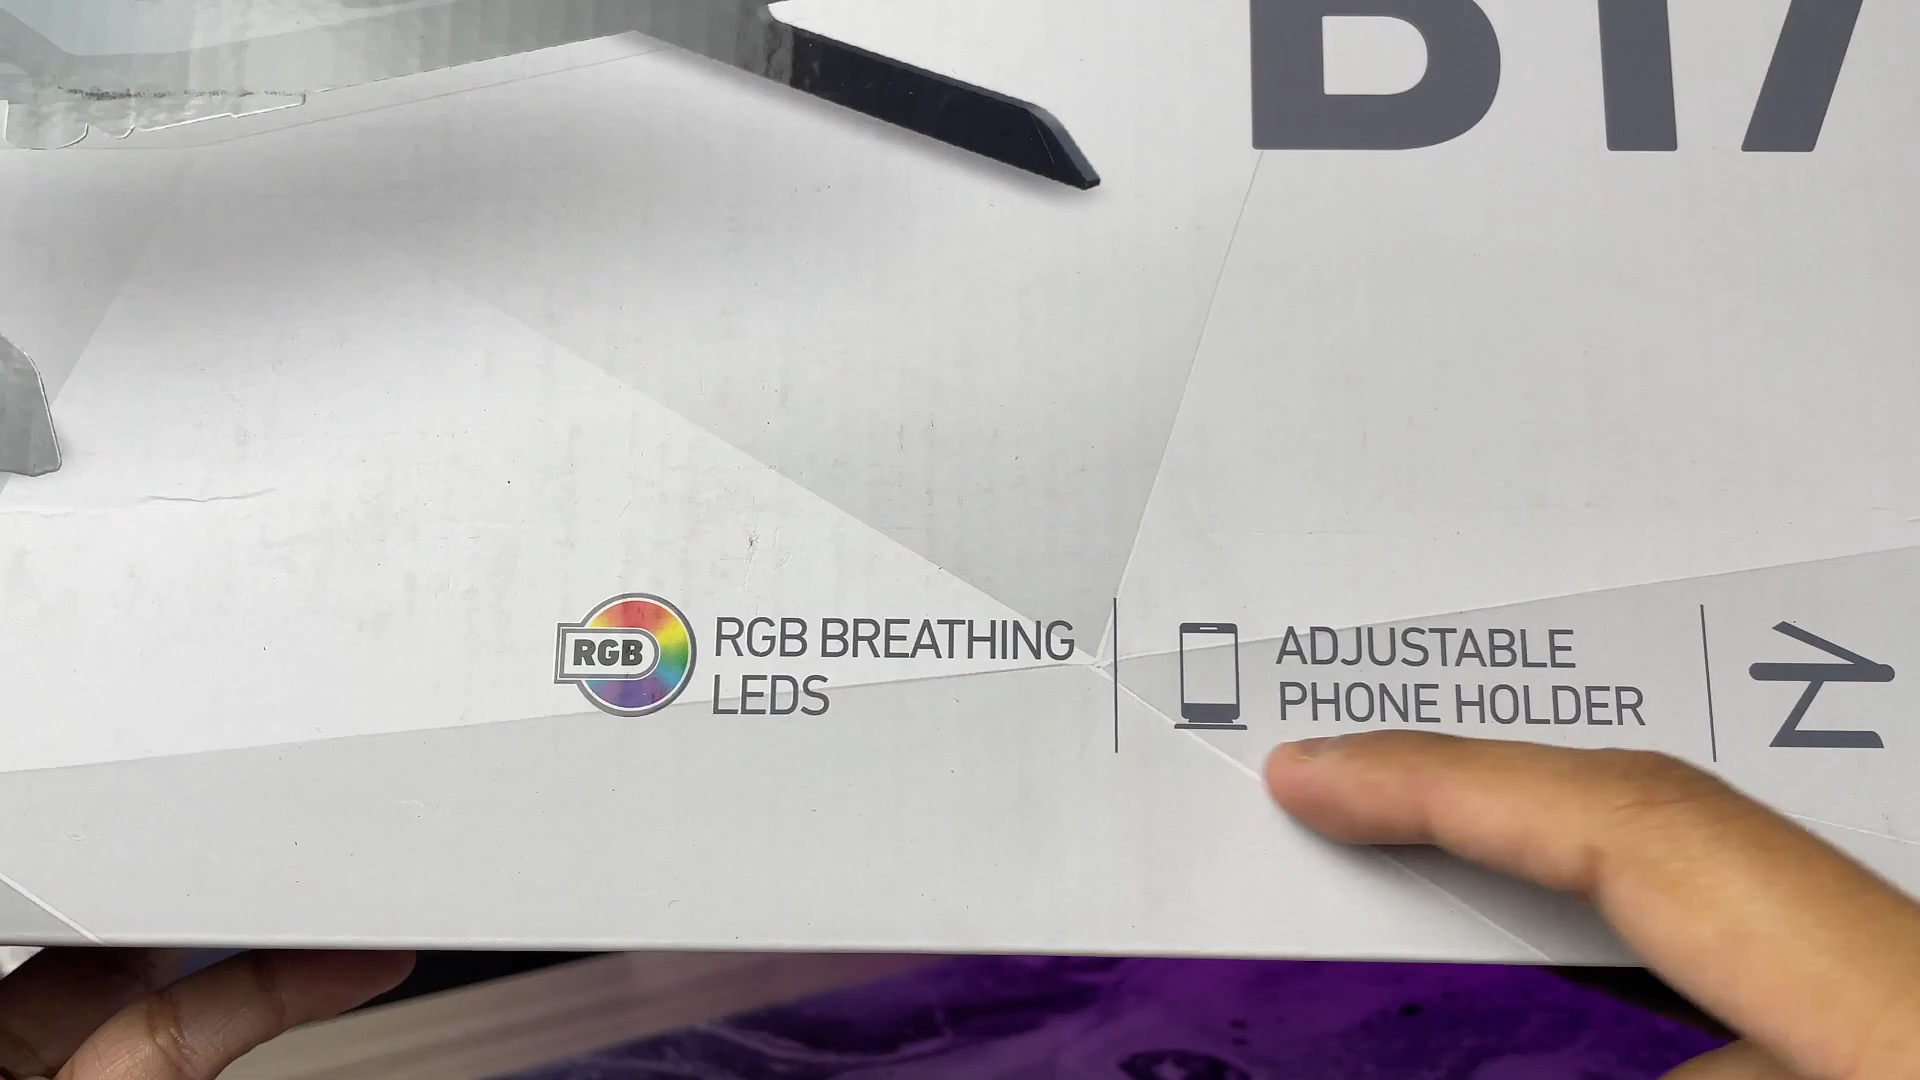 B17
RGB
RGB BREATHING
LEDS
ADJUSTABLE
PHONE HOLDER